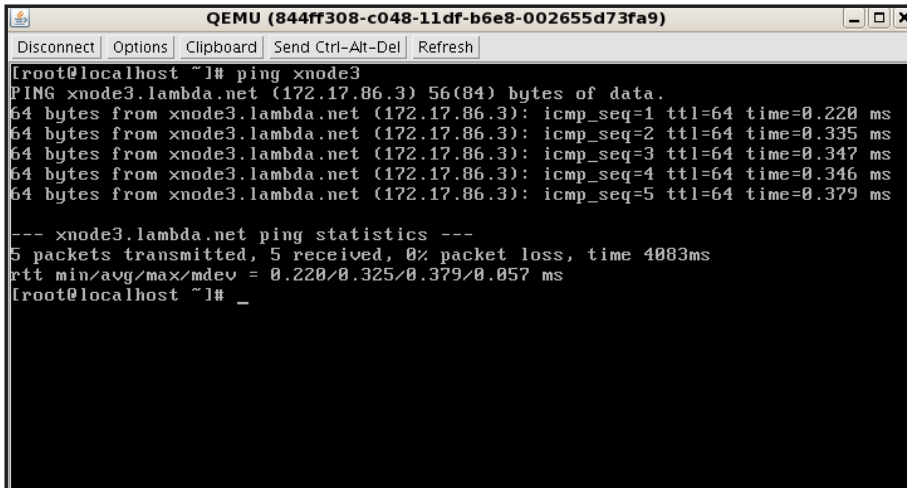 QEMU (844ff308-c048-11df-b6e8-002655d73fa9)
Disconnect Options Clipboard Send Ctrl-Alt-Del Refresh
[root@localhost ~]# ping xnode3
PING xnode3.lambda.net (172.17.86.3) 56(84) bytes of data.
64 bytes from xnode3.lambda.net (172.17.86.3): icmp_seq=1 ttl=64 time=0.220 ms
64 bytes from xnode3.lambda.net (172.17.86.3): icmp_seq=2 ttl=64 time=0.335 ms
64 bytes from xnode3.lambda.net (172.17.86.3): icmp_seq=3 ttl=64 time=0.347 ms
64 bytes from xnode3.lambda.net (172.17.86.3): icmp_seq=4 ttl=64 time=0.346 ms
64 bytes from xnode3.lambda.net (172.17.86.3): icmp_seq=5 ttl=64 time=0.379 ms
--- xnode3.lambda.net ping statistics ---
5 packets transmitted, 5 received, 0% packet loss, time 4083ms
rtt min/avg/max/mdev = 0.220/0.325/0.379/0.057 ms
[root@localhost ~]# _